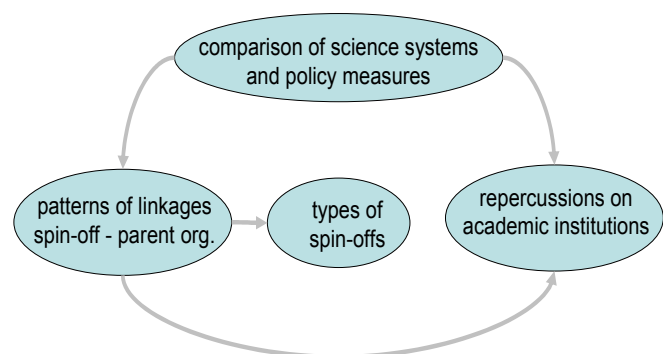 comparison of science systems
and policy measures
patterns of linkages
spin-off - parent org.
types of
spin-offs
repercussions on
academic institutions